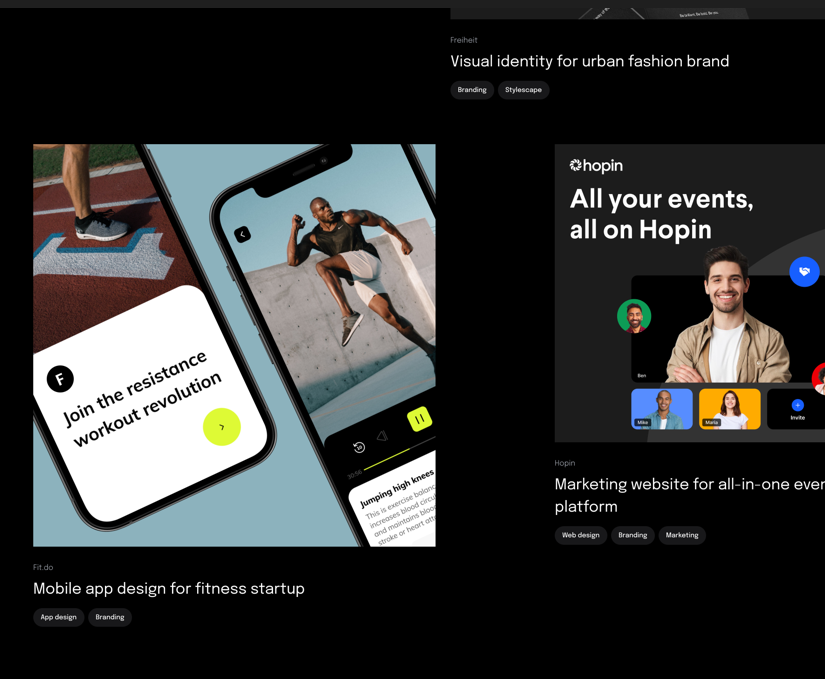 Freiheit
Visual identity for urban fashion brand
Branding
Stylescape
F
Join the resistance
workout revolution
Jumping high knees
This is exercise balanc
increases blood circu
and maintains bloo
stroke or heart atta
Fit.do
Mobile app design for fitness startup
App design
Branding
hopin
All your events,
all on Hopin
Ben
Mike
Maria
Invite
Hopin
Marketing website for all-in-one even
platform
Web design
Branding
Marketing